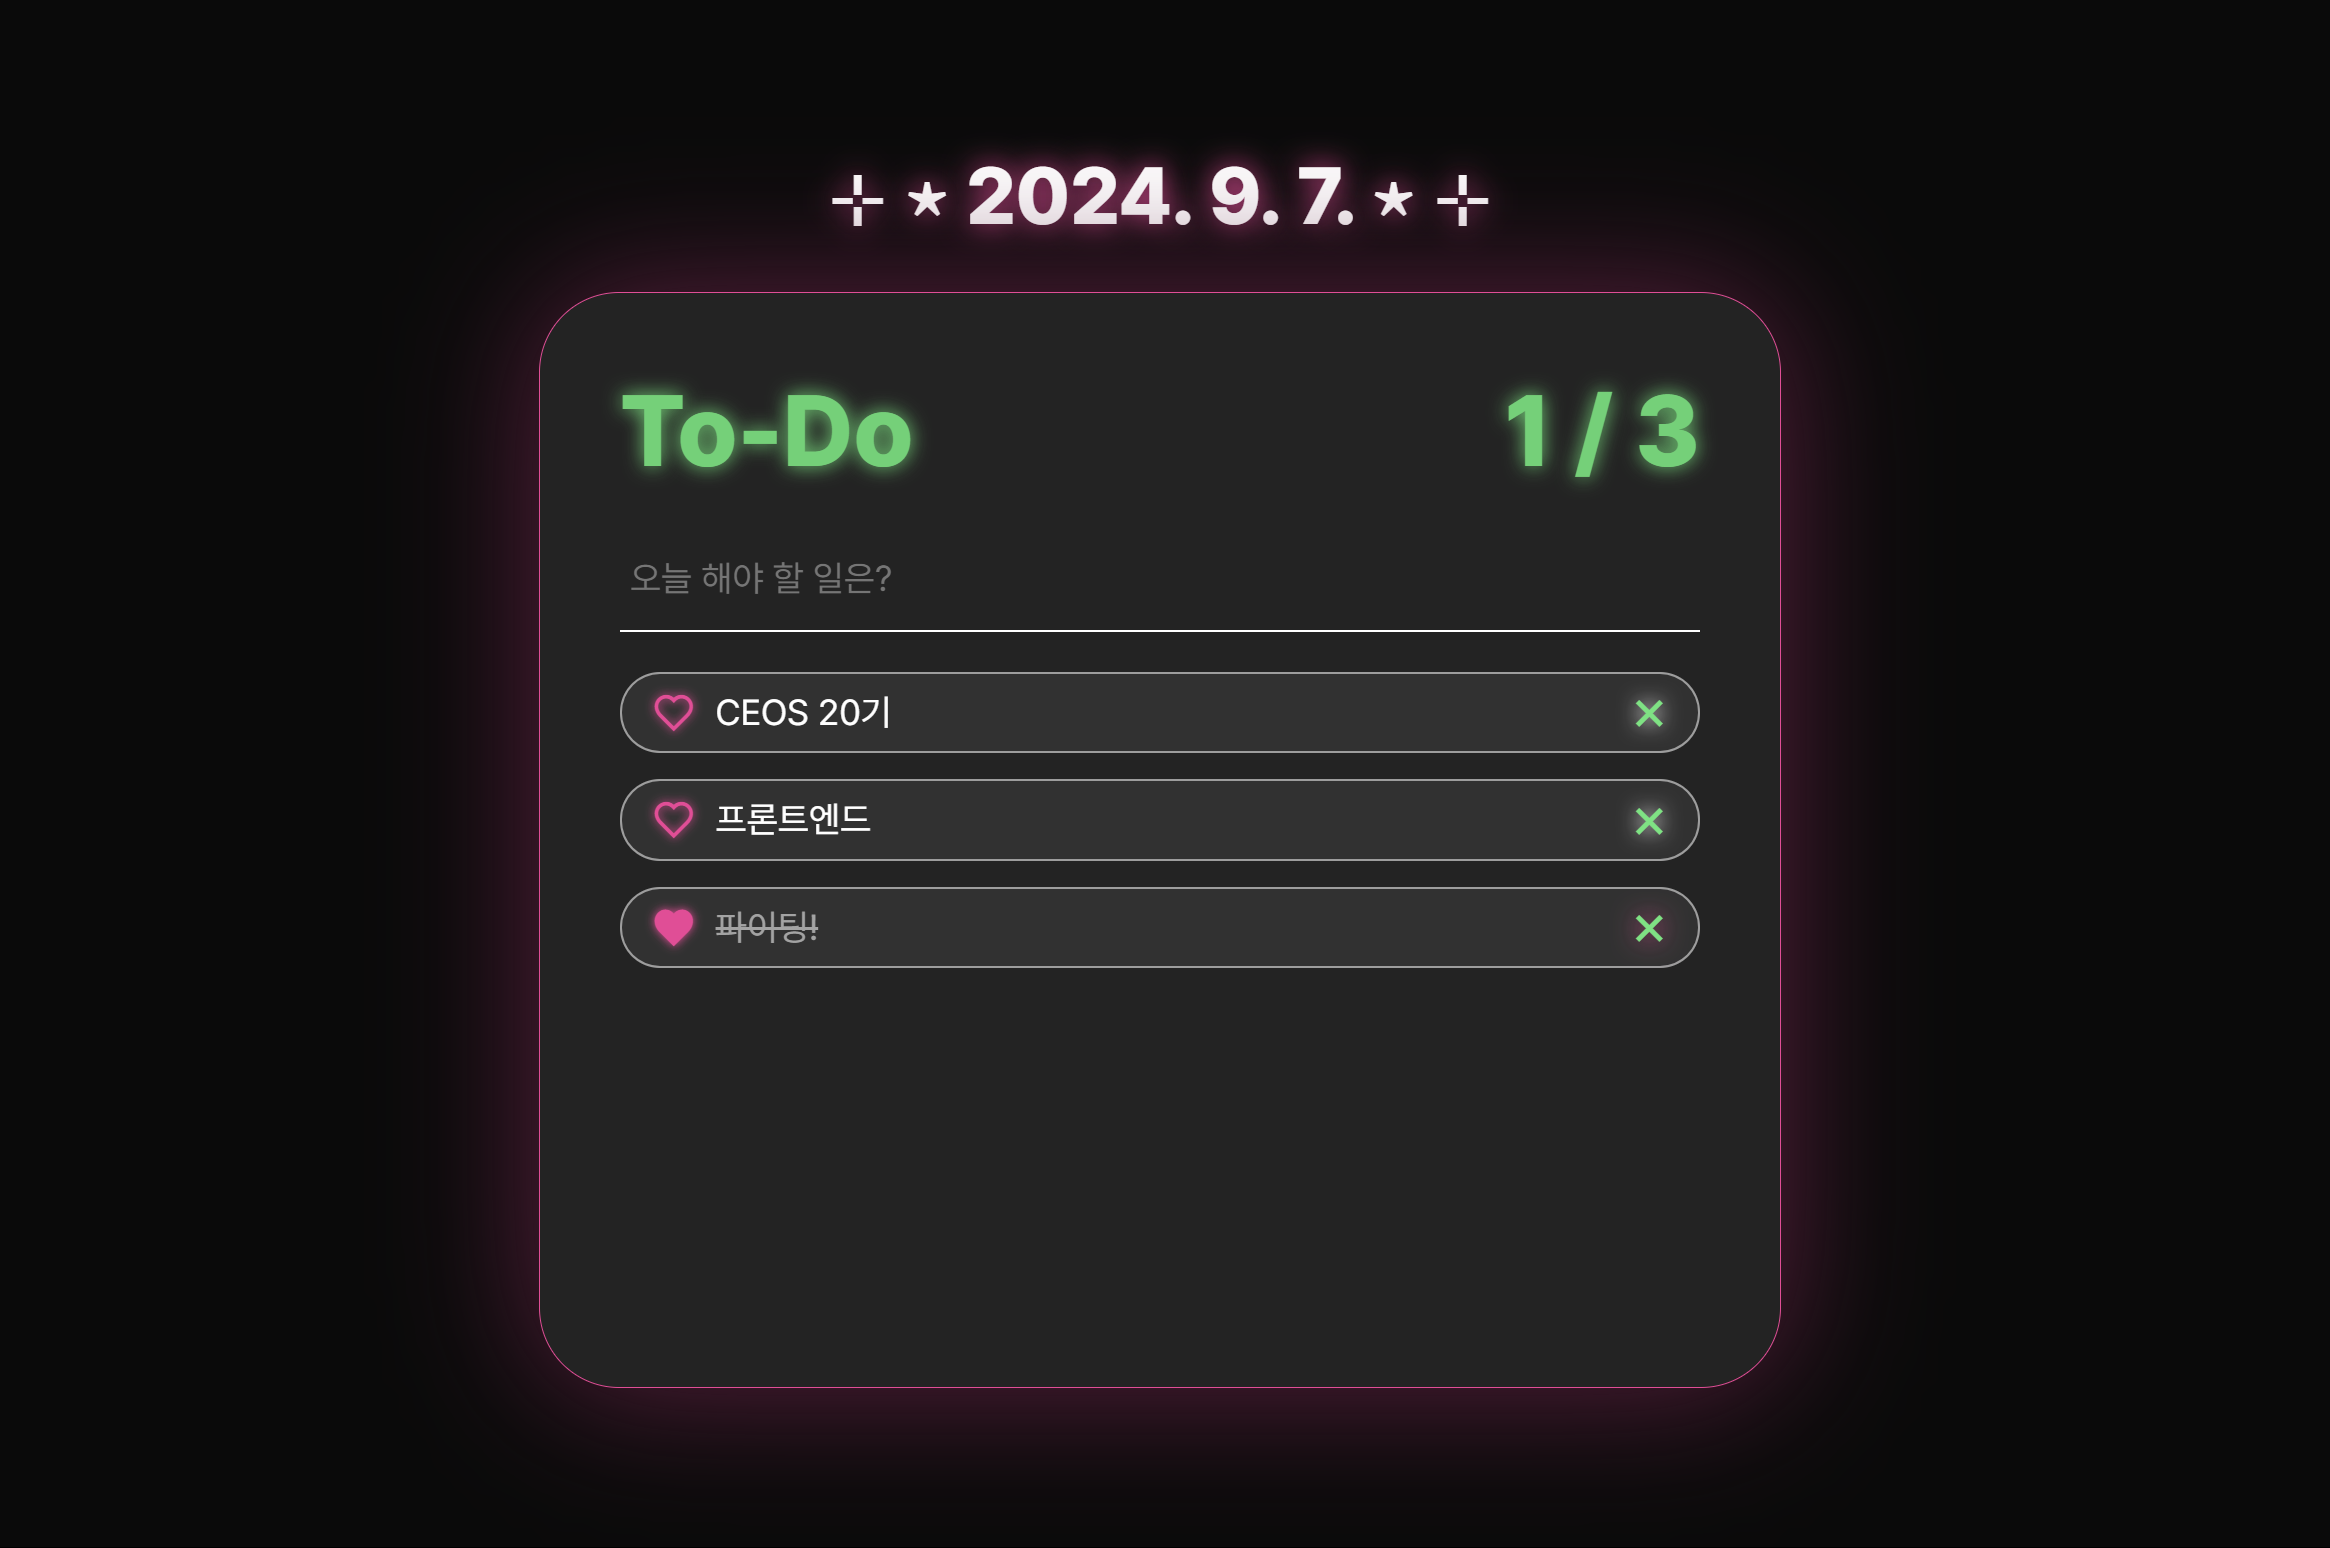 ⊹ ⋆ 2024. 9. 7. ⋆ ⊹
To-Do 1 / 3
오늘 해야 할 일은?
CEOS 20기
프론트엔드
파이팅!